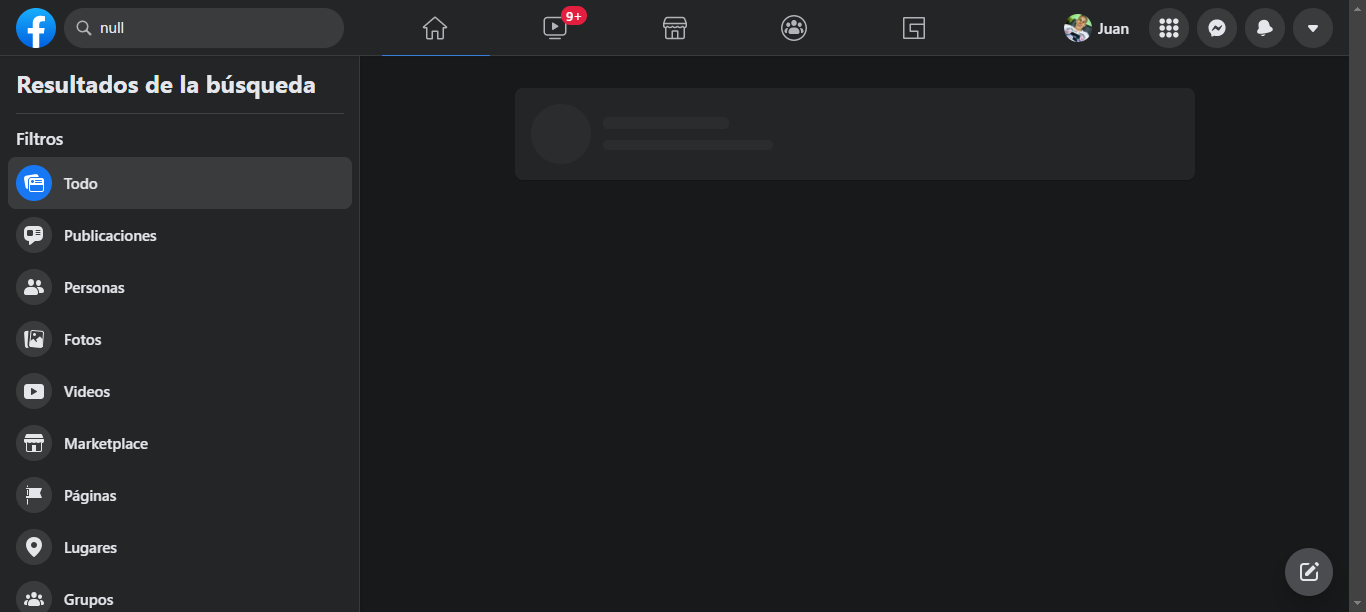 null
9+
Juan
Resultados de la búsqueda
Filtros
Todo
Publicaciones
Personas
Fotos
Videos
Marketplace
Páginas
Lugares
Grupos